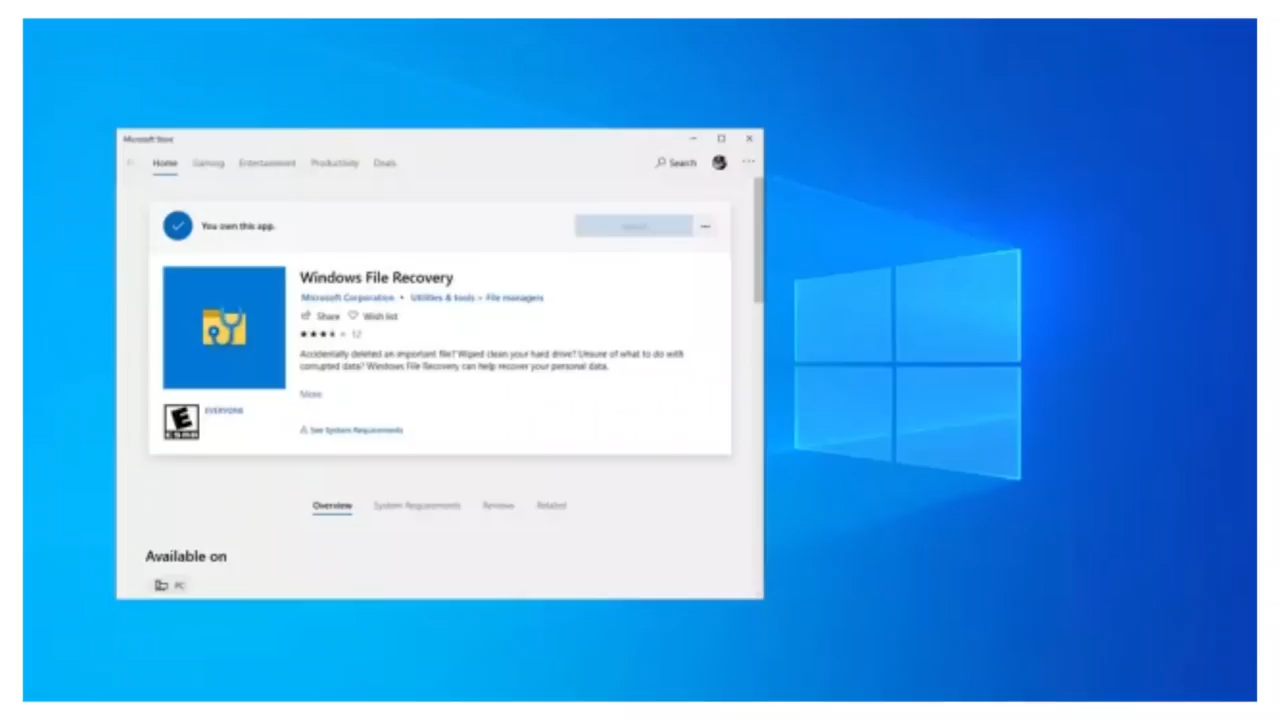 Microsoft Store
Home Gaming Entertainment Productivity Deals Search
You own this app.
Windows File Recovery
Microsoft Corporation • Utilities & tools > File managers
Share Wish list
12
Accidentally deleted an important file? Wiped clean your hard drive? Unsure of what to do with
corrupted data? Windows File Recovery can help recover your personal data.
More
E
EVERYONE
ESRB
See System Requirements
Overview System Requirements Reviews Related
Available on
PC